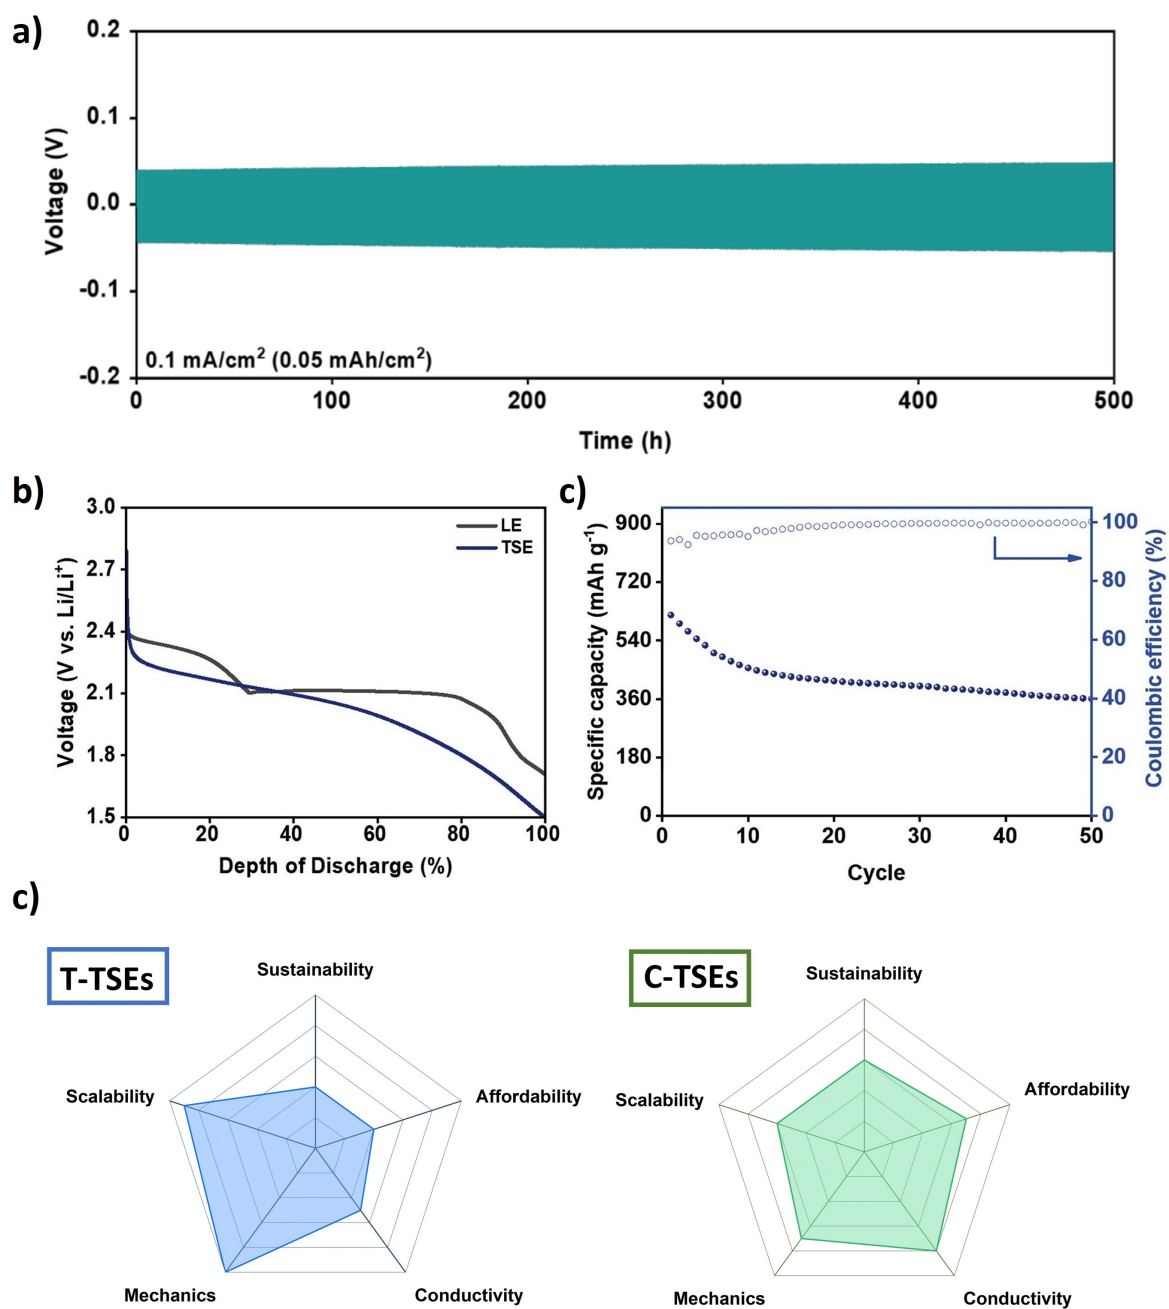 a)
Voltage (V)
0.2
0.1
0.0
-0.1
-0.2
0.1 mA/cm² (0.05 mAh/cm²)
0 100 200 300 400 500
Time (h)
b)
Voltage (V vs. Li/Li⁺)
3.0
2.7
2.4
2.1
1.8
1.5
LE
TSE
0 20 40 60 80 100
Depth of Discharge (%)
c)
Specific capacity (mAh g⁻¹)
900
720
540
360
180
0
100
80
60
40
20
0
Coulombic efficiency (%)
0 10 20 30 40 50
Cycle
c)
T-TSEs
Sustainability
Scalability
Affordability
Mechanics
Conductivity
C-TSEs
Sustainability
Scalability
Affordability
Mechanics
Conductivity